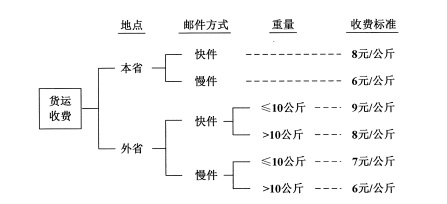 地点 邮件方式 重量 收费标准
快件 8元/公斤
本省
慢件 6元/公斤
货运
收费
≤10公斤 9元/公斤
快件
>10公斤 8元/公斤
外省
≤10公斤 7元/公斤
慢件
>10公斤 6元/公斤